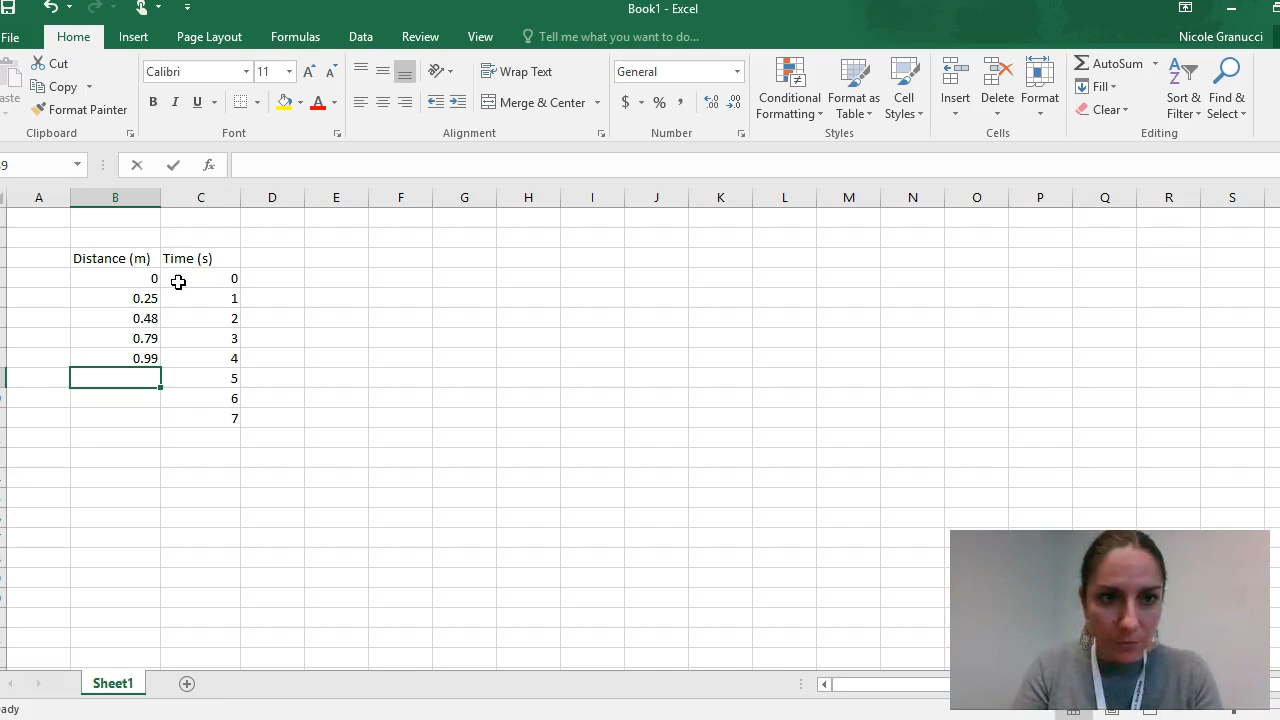 Book1 - Excel
File Home Insert Page Layout Formulas Data Review View Tell me what you want to do... Nicole Granucci
Cut
Copy
Format Painter
Clipboard
Calibri 11
B I U
Font
Wrap Text
Merge & Center
Alignment
General
$ % ,
Number
Conditional Formatting
Format as Table
Cell Styles
Styles
Insert Delete Format
Cells
AutoSum
Fill
Clear
Sort & Filter
Find & Select
Editing
fx
A B C D E F G H I J K L M N O P Q R S
Distance (m) Time (s)
0 0
0.25 1
0.48 2
0.79 3
0.99 4
5
6
7
Sheet1